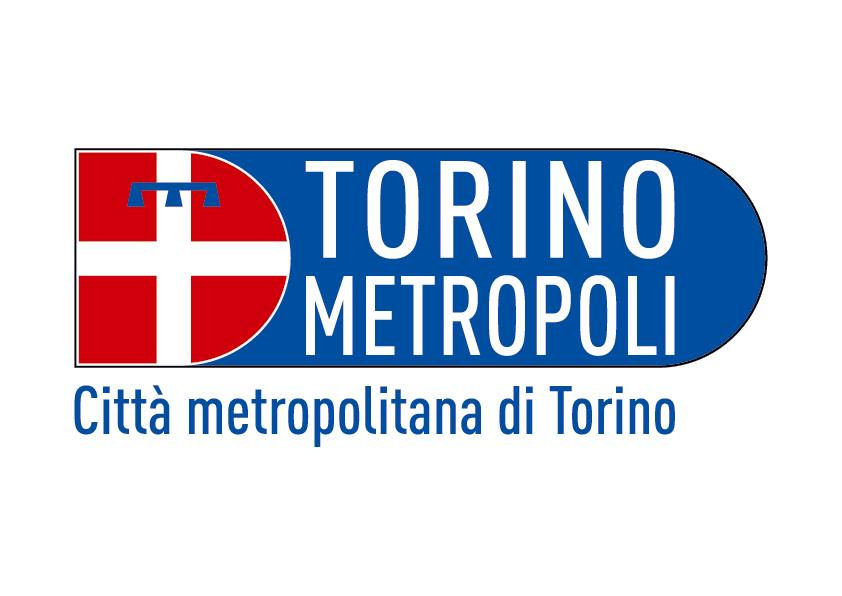 TORINO
METROPOLI
Città metropolitana di Torino